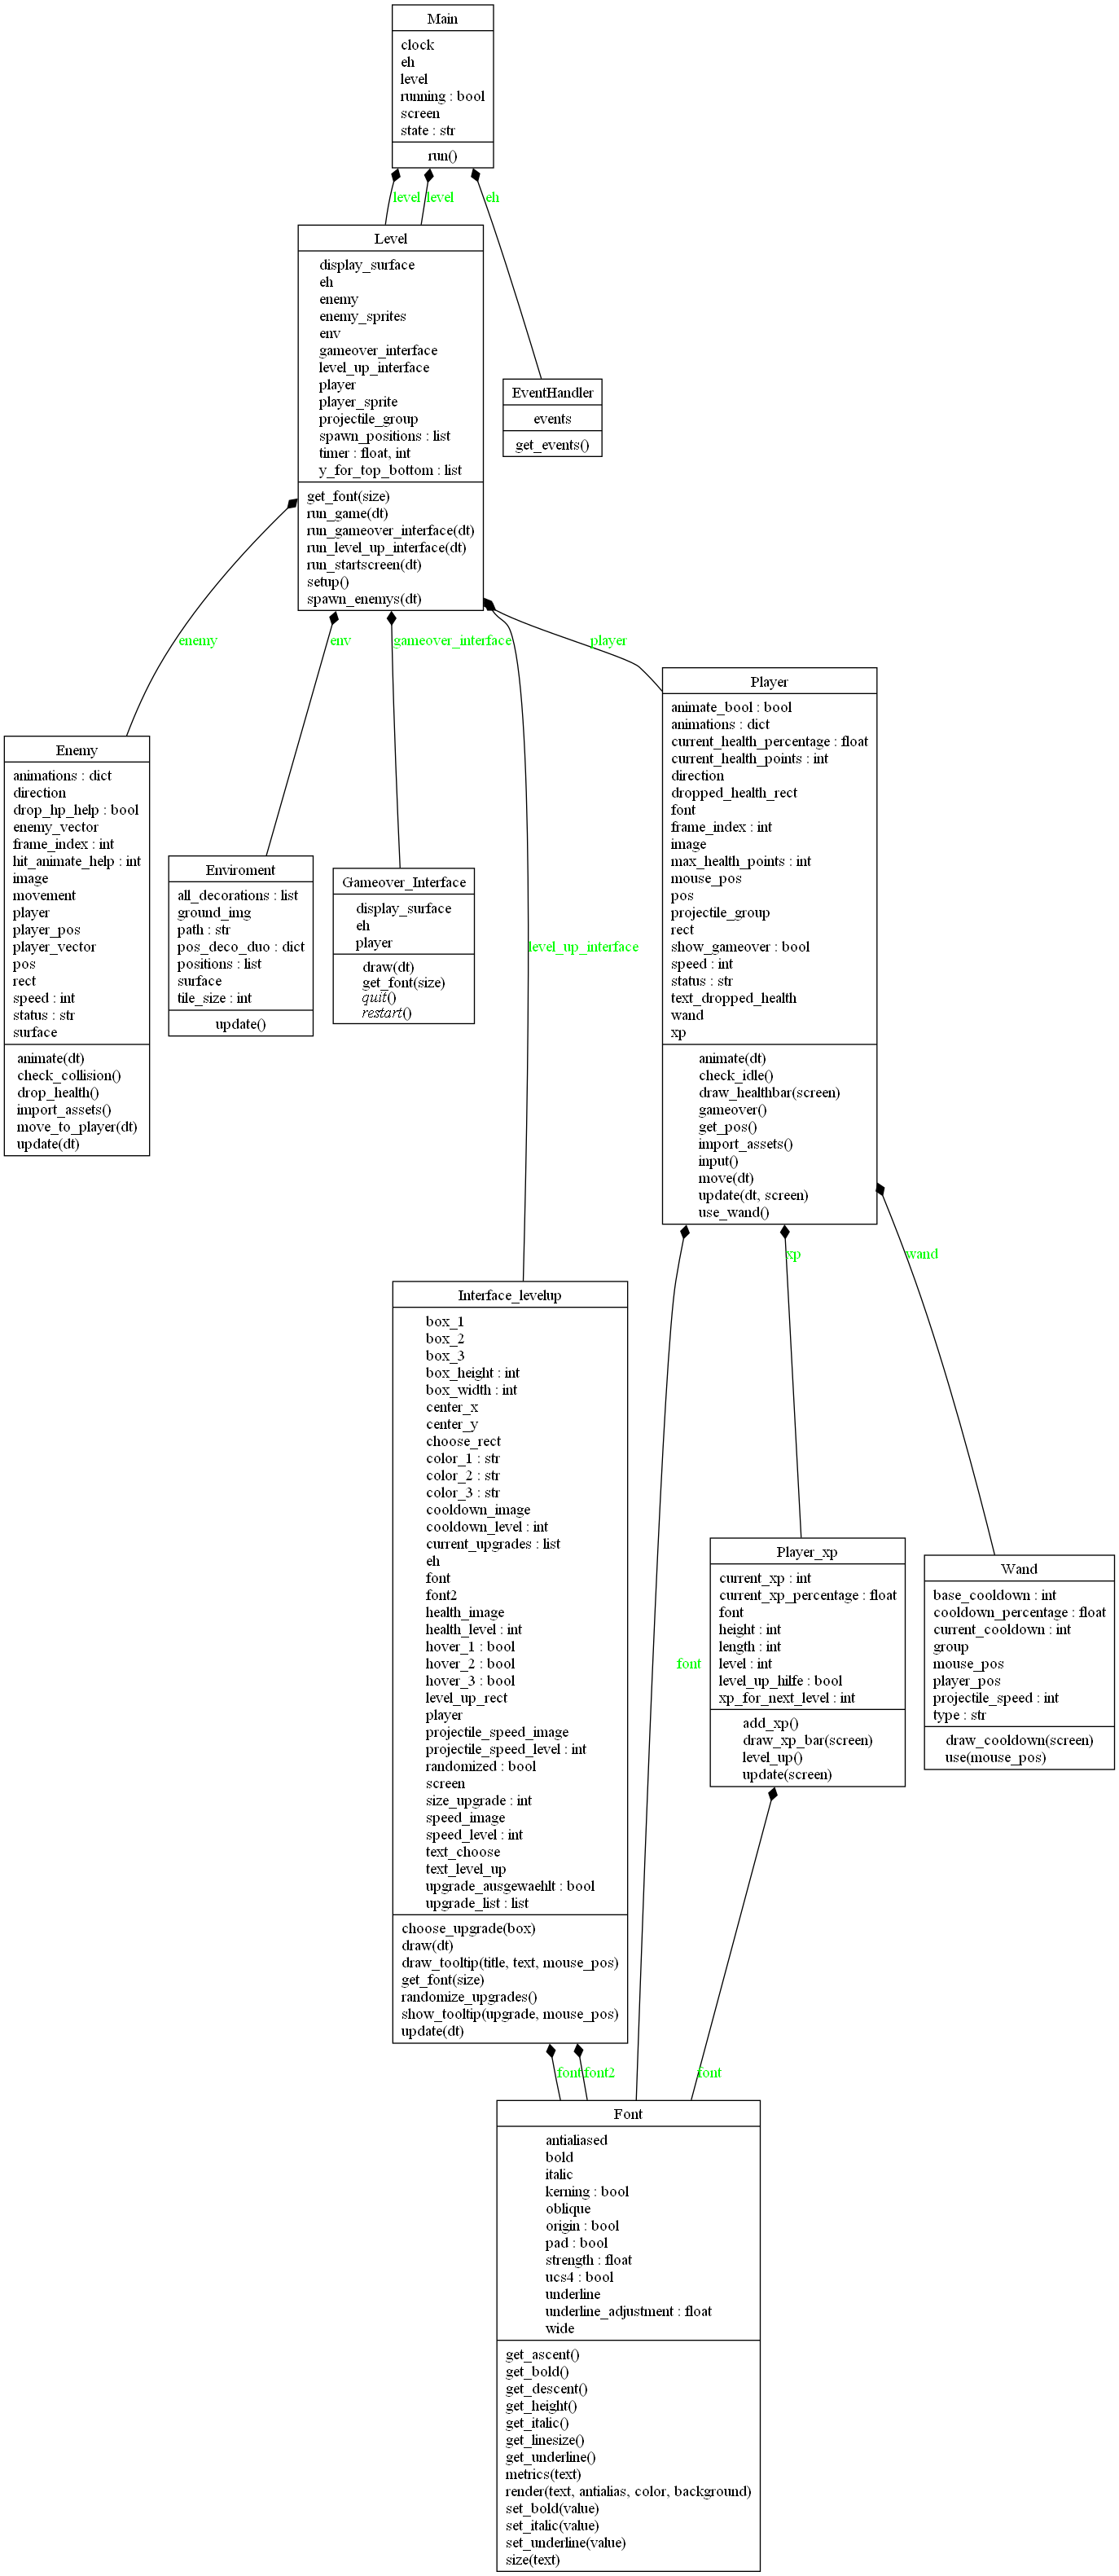 Main
clock
eh
level
running : bool
screen
state : str
run()
level
level
eh
Level
display_surface
eh
enemy
enemy_sprites
env
gameover_interface
level_up_interface
player
player_sprite
projectile_group
spawn_positions : list
timer : float, int
y_for_top_bottom : list
get_font(size)
run_game(dt)
run_gameover_interface(dt)
run_level_up_interface(dt)
run_startscreen(dt)
setup()
spawn_enemys(dt)
EventHandler
events
get_events()
enemy
env
gameover_interface
level_up_interface
player
Enemy
animations : dict
direction
drop_hp_help : bool
enemy_vector
frame_index : int
hit_animate_help : int
image
movement
player
player_pos
player_vector
pos
rect
speed : int
status : str
surface
animate(dt)
check_collision()
drop_health()
import_assets()
move_to_player(dt)
update(dt)
Enviroment
all_decorations : list
ground_img
path : str
pos_deco_duo : dict
positions : list
surface
tile_size : int
update()
Gameover_Interface
display_surface
eh
player
draw(dt)
get_font(size)
quit()
restart()
Player
animate_bool : bool
animations : dict
current_health_percentage : float
current_health_points : int
direction
dropped_health_rect
font
frame_index : int
image
max_health_points : int
mouse_pos
pos
projectile_group
rect
show_gameover : bool
speed : int
status : str
text_dropped_health
wand
xp
animate(dt)
check_idle()
draw_healthbar(screen)
gameover()
get_pos()
import_assets()
input()
move(dt)
update(dt, screen)
use_wand()
font
xp
wand
Interface_levelup
box_1
box_2
box_3
box_height : int
box_width : int
center_x
center_y
choose_rect
color_1 : str
color_2 : str
color_3 : str
cooldown_image
cooldown_level : int
current_upgrades : list
eh
font
font2
health_image
health_level : int
hover_1 : bool
hover_2 : bool
hover_3 : bool
level_up_rect
player
projectile_speed_image
projectile_speed_level : int
randomized : bool
screen
size_upgrade : int
speed_image
speed_level : int
text_choose
text_level_up
upgrade_ausgewaehlt : bool
upgrade_list : list
choose_upgrade(box)
draw(dt)
draw_tooltip(title, text, mouse_pos)
get_font(size)
randomize_upgrades()
show_tooltip(upgrade, mouse_pos)
update(dt)
Player_xp
current_xp : int
current_xp_percentage : float
font
height : int
length : int
level : int
level_up_hilfe : bool
xp_for_next_level : int
add_xp()
draw_xp_bar(screen)
level_up()
update(screen)
Wand
base_cooldown : int
cooldown_percentage : float
current_cooldown : int
group
mouse_pos
player_pos
projectile_speed : int
type : str
draw_cooldown(screen)
use(mouse_pos)
font
font2
font
Font
antialiased
bold
italic
kerning : bool
oblique
origin : bool
pad : bool
strength : float
ucs4 : bool
underline
underline_adjustment : float
wide
get_ascent()
get_bold()
get_descent()
get_height()
get_italic()
get_linesize()
get_underline()
metrics(text)
render(text, antialias, color, background)
set_bold(value)
set_italic(value)
set_underline(value)
size(text)